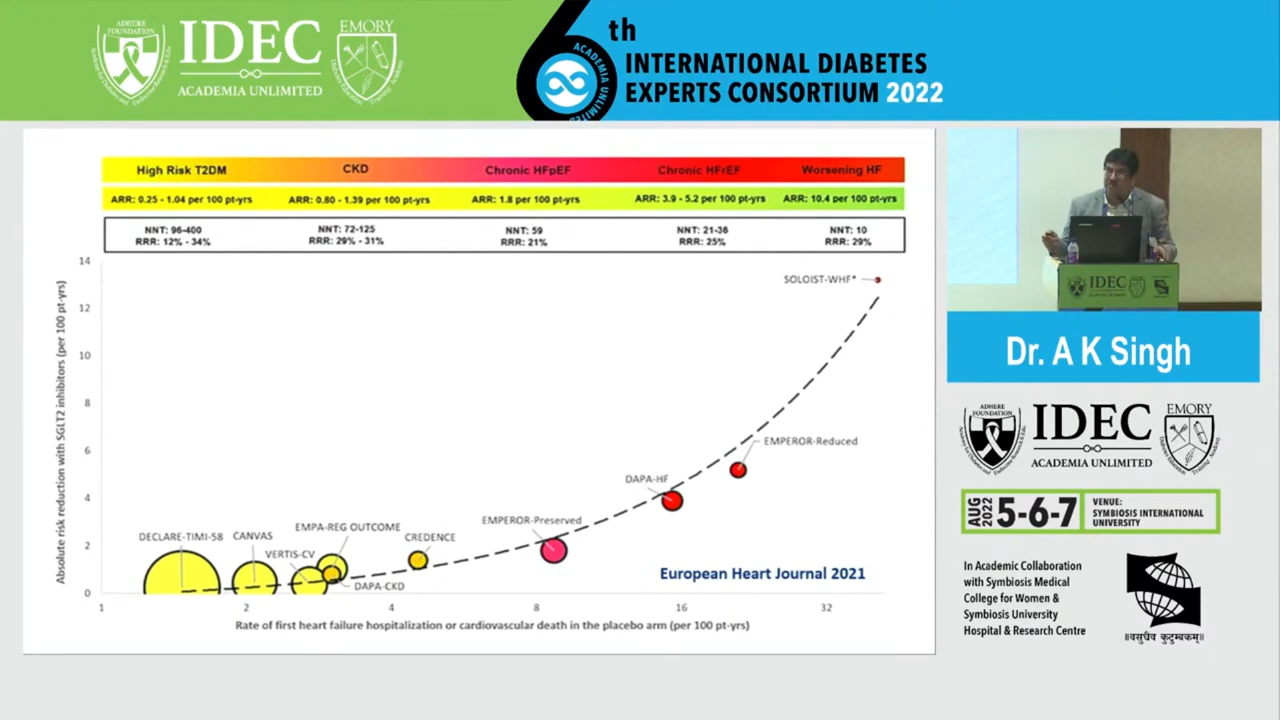 ADHERE
FOUNDATION
IDEC
ACADEMIA UNLIMITED
EMORY
6th
ACADEMIA UNLIMITED
INTERNATIONAL DIABETES
EXPERTS CONSORTIUM 2022
High Risk T2DM
CKD
Chronic HFpEF
Chronic HFrEF
Worsening HF
ARR: 0.25 - 1.04 per 100 pt-yrs
ARR: 0.80 - 1.39 per 100 pt-yrs
ARR: 1.8 per 100 pt-yrs
ARR: 3.9 - 5.2 per 100 pt-yrs
ARR: 10.4 per 100 pt-yrs
NNT: 96-400
RRR: 12% - 34%
NNT: 72-125
RRR: 29% - 31%
NNT: 59
RRR: 21%
NNT: 21-36
RRR: 25%
NNT: 10
RRR: 29%
Absolute risk reduction with SGLT2 inhibitors (per 100 pt-yrs)
14
12
10
8
6
4
2
0
SOLOIST-WHF*
EMPEROR-Reduced
DAPA-HF
EMPEROR-Preserved
CREDENCE
EMPA-REG OUTCOME
DECLARE-TIMI-58
CANVAS
VERTIS-CV
DAPA-CKD
European Heart Journal 2021
1
2
4
8
16
32
Rate of first heart failure hospitalization or cardiovascular death in the placebo arm (per 100 pt-yrs)
IDEC
Dr. A K Singh
ADHERE
FOUNDATION
IDEC
ACADEMIA UNLIMITED
EMORY
AUG
2022
5-6-7
VENUE:
SYMBIOSIS INTERNATIONAL
UNIVERSITY
In Academic Collaboration
with Symbiosis Medical
College for Women &
Symbiosis University
Hospital & Research Centre
॥वसुधैव कुटुम्बकम्॥